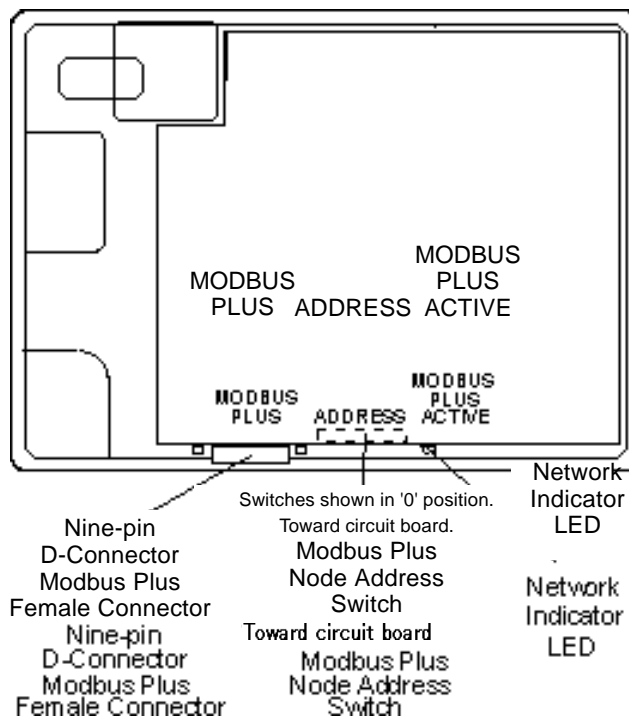 MODBUS
PLUS
ADDRESS
MODBUS
PLUS
ACTIVE
MODBUS
PLUS
ADDRESS
MODBUS
PLUS
ACTIVE
Switches shown in '0' position.
Toward circuit board.
Nine-pin
D-Connector
Modbus Plus
Female Connector
Modbus Plus
Node Address
Switch
Network
Indicator
LED
Toward circuit board
Nine-pin
D-Connector
Modbus Plus
Female Connector
Modbus Plus
Node Address
Switch
Network
Indicator
LED